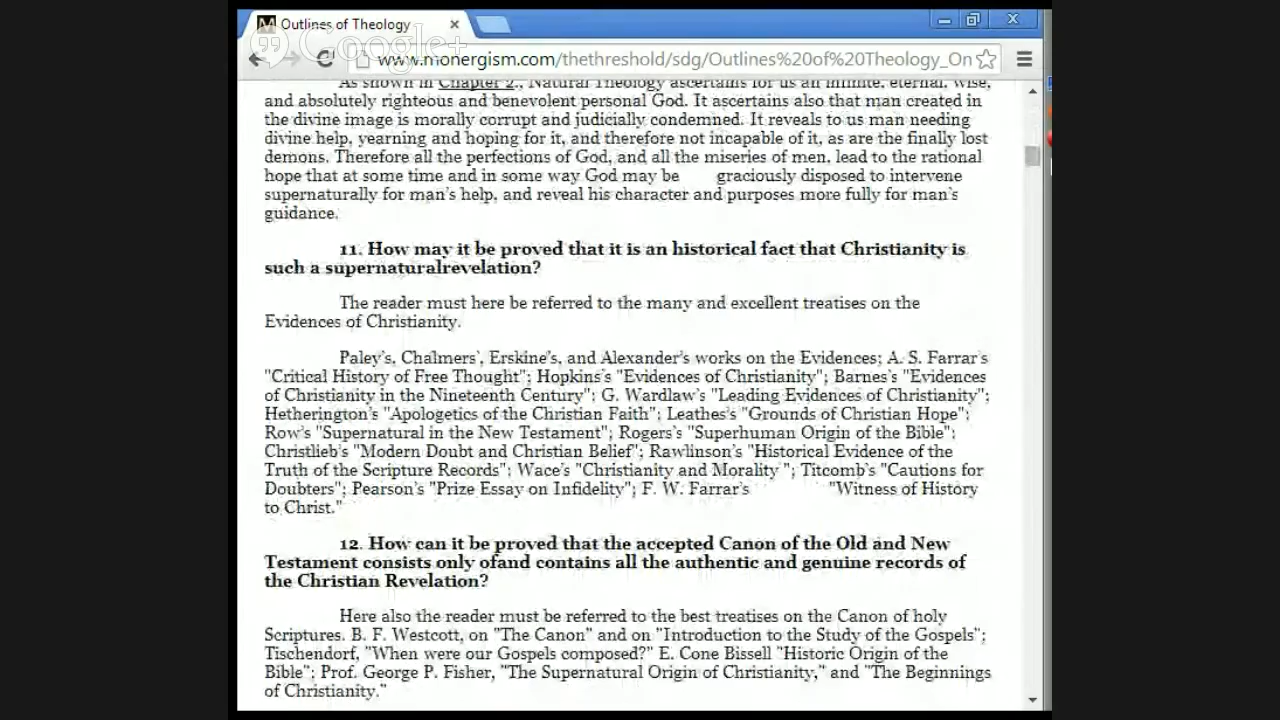 Outlines of Theology
Google+
www.monergism.com/thethreshold/sdg/Outlines%20of%20Theology_On
As shown in Chapter 2., Natural Theology ascertains for us an infinite, eternal, wise,
and absolutely righteous and benevolent personal God. It ascertains also that man created in
the divine image is morally corrupt and judicially condemned. It reveals to us man needing
divine help, yearning and hoping for it, and therefore not incapable of it, as are the finally lost
demons. Therefore all the perfections of God, and all the miseries of men, lead to the rational
hope that at some time and in some way God may be graciously disposed to intervene
supernaturally for man's help, and reveal his character and purposes more fully for man's
guidance.
11. How may it be proved that it is an historical fact that Christianity is
such a supernaturalrevelation?
The reader must here be referred to the many and excellent treatises on the
Evidences of Christianity.
Paley's, Chalmers', Erskine's, and Alexander's works on the Evidences; A. S. Farrar's
"Critical History of Free Thought"; Hopkins's "Evidences of Christianity"; Barnes's "Evidences
of Christianity in the Nineteenth Century"; G. Wardlaw's "Leading Evidences of Christianity";
Hetherington's "Apologetics of the Christian Faith"; Leathes's "Grounds of Christian Hope";
Row's "Supernatural in the New Testament"; Rogers's "Superhuman Origin of the Bible";
Christlieb's "Modern Doubt and Christian Belief"; Rawlinson's "Historical Evidence of the
Truth of the Scripture Records"; Wace's "Christianity and Morality "; Titcomb's "Cautions for
Doubters"; Pearson's "Prize Essay on Infidelity"; F. W. Farrar's "Witness of History
to Christ."
12. How can it be proved that the accepted Canon of the Old and New
Testament consists only ofand contains all the authentic and genuine records of
the Christian Revelation?
Here also the reader must be referred to the best treatises on the Canon of holy
Scriptures. B. F. Westcott, on "The Canon" and on "Introduction to the Study of the Gospels";
Tischendorf, "When were our Gospels composed?" E. Cone Bissell "Historic Origin of the
Bible"; Prof. George P. Fisher, "The Supernatural Origin of Christianity," and "The Beginnings
of Christianity."